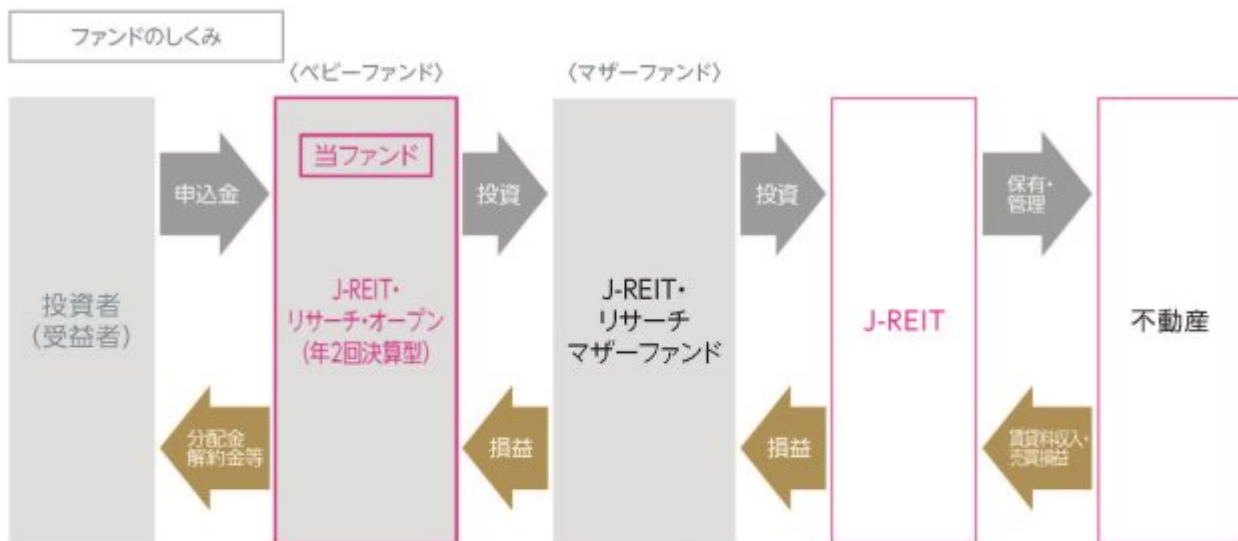 ファンドのしくみ
〈ベビーファンド〉
〈マザーファンド〉
投資者
(受益者)
申込金
分配金
解約金等
当ファンド
J-REIT・
リサーチ・オープン
(年2回決算型)
投資
損益
J-REIT・
リサーチ
マザーファンド
投資
損益
J-REIT
保有・
管理
賃貸料収入・
売買損益
不動産